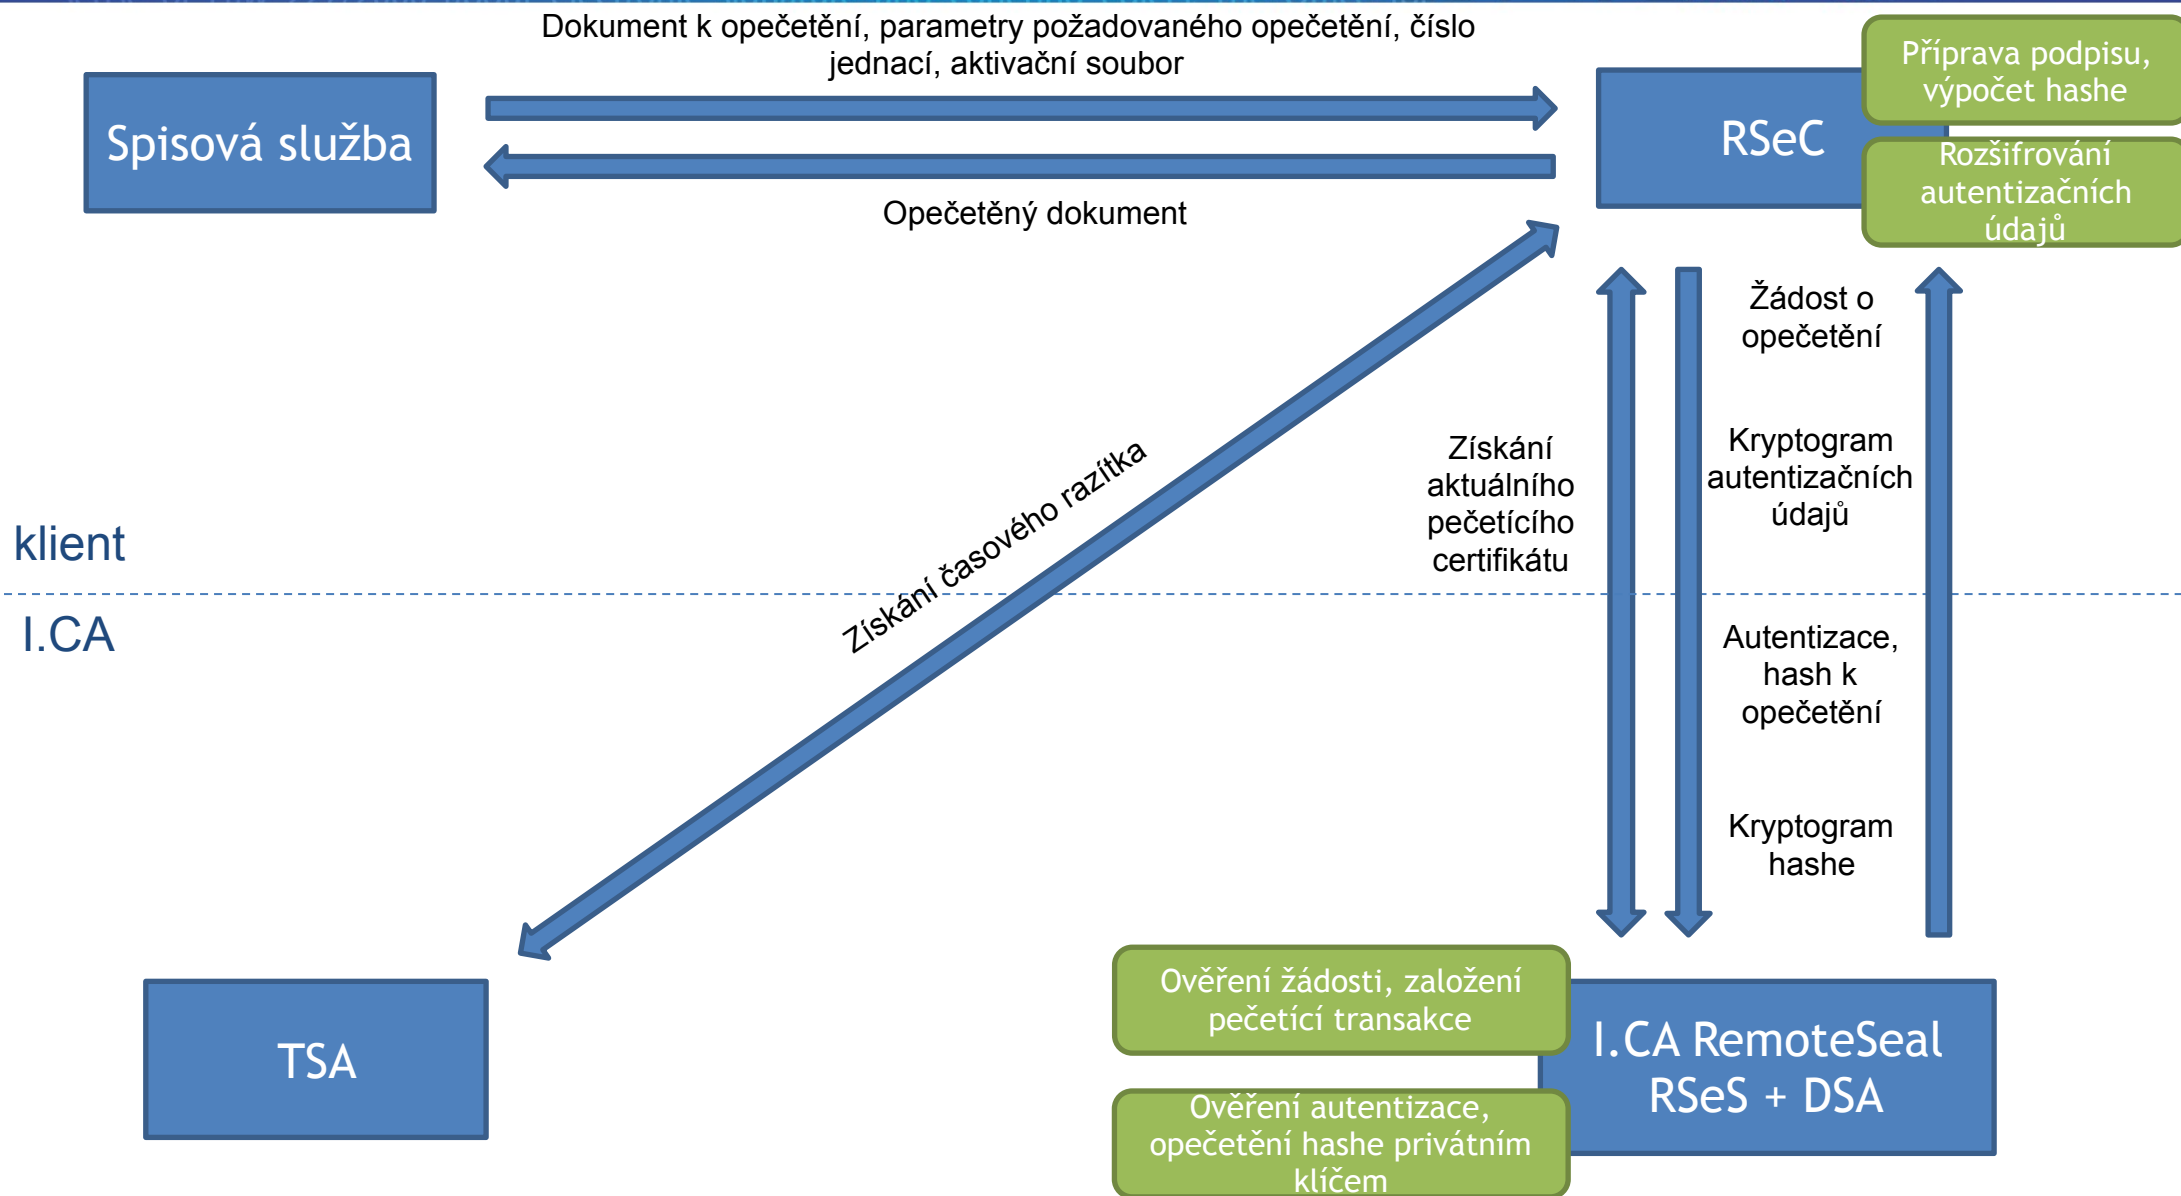 Dokument k opečetění, parametry požadovaného opečetění, číslo
jednací, aktivační soubor
Spisová služba
RSeC
Příprava podpisu,
výpočet hashe
Rozšifrování
autentizačních
údajů
Opečetěný dokument
Žádost o
opečetění
Získání časového razítka
Získání
aktuálního
pečetícího
certifikátu
Kryptogram
autentizačních
údajů
klient
I.CA
Autentizace,
hash k
opečetění
Kryptogram
hashe
TSA
Ověření žádosti, založení
pečetící transakce
Ověření autentizace,
opečetění hashe privátním
klíčem
I.CA RemoteSeal
RSeS + DSA